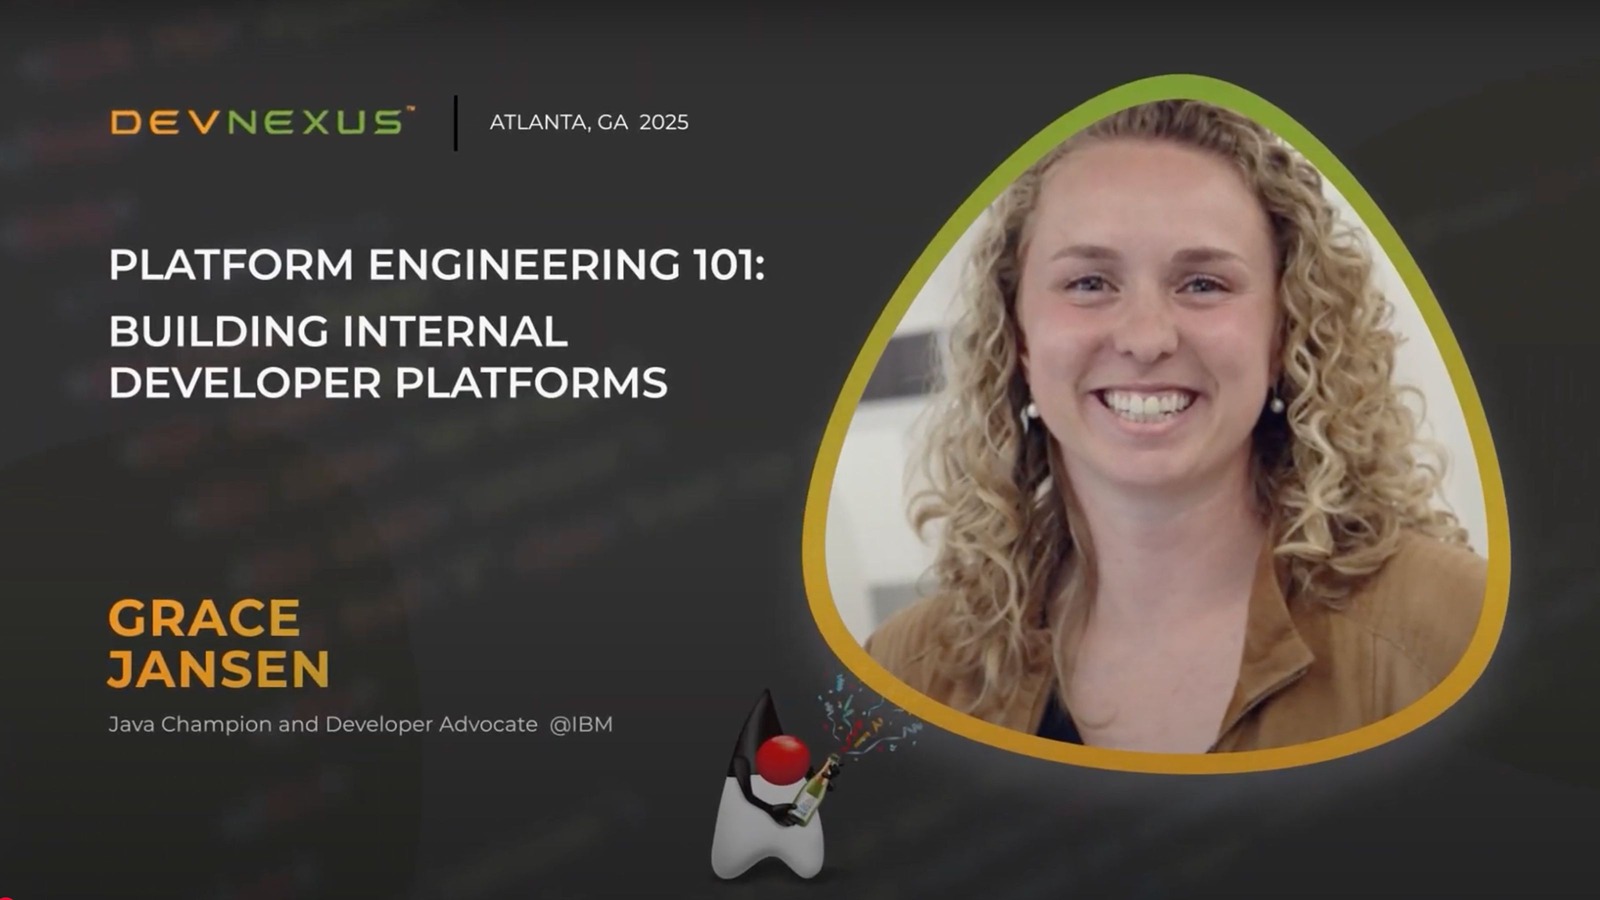 DEVNEXUS™
ATLANTA, GA 2025
PLATFORM ENGINEERING 101:
BUILDING INTERNAL
DEVELOPER PLATFORMS
GRACE
JANSEN
Java Champion and Developer Advocate @IBM